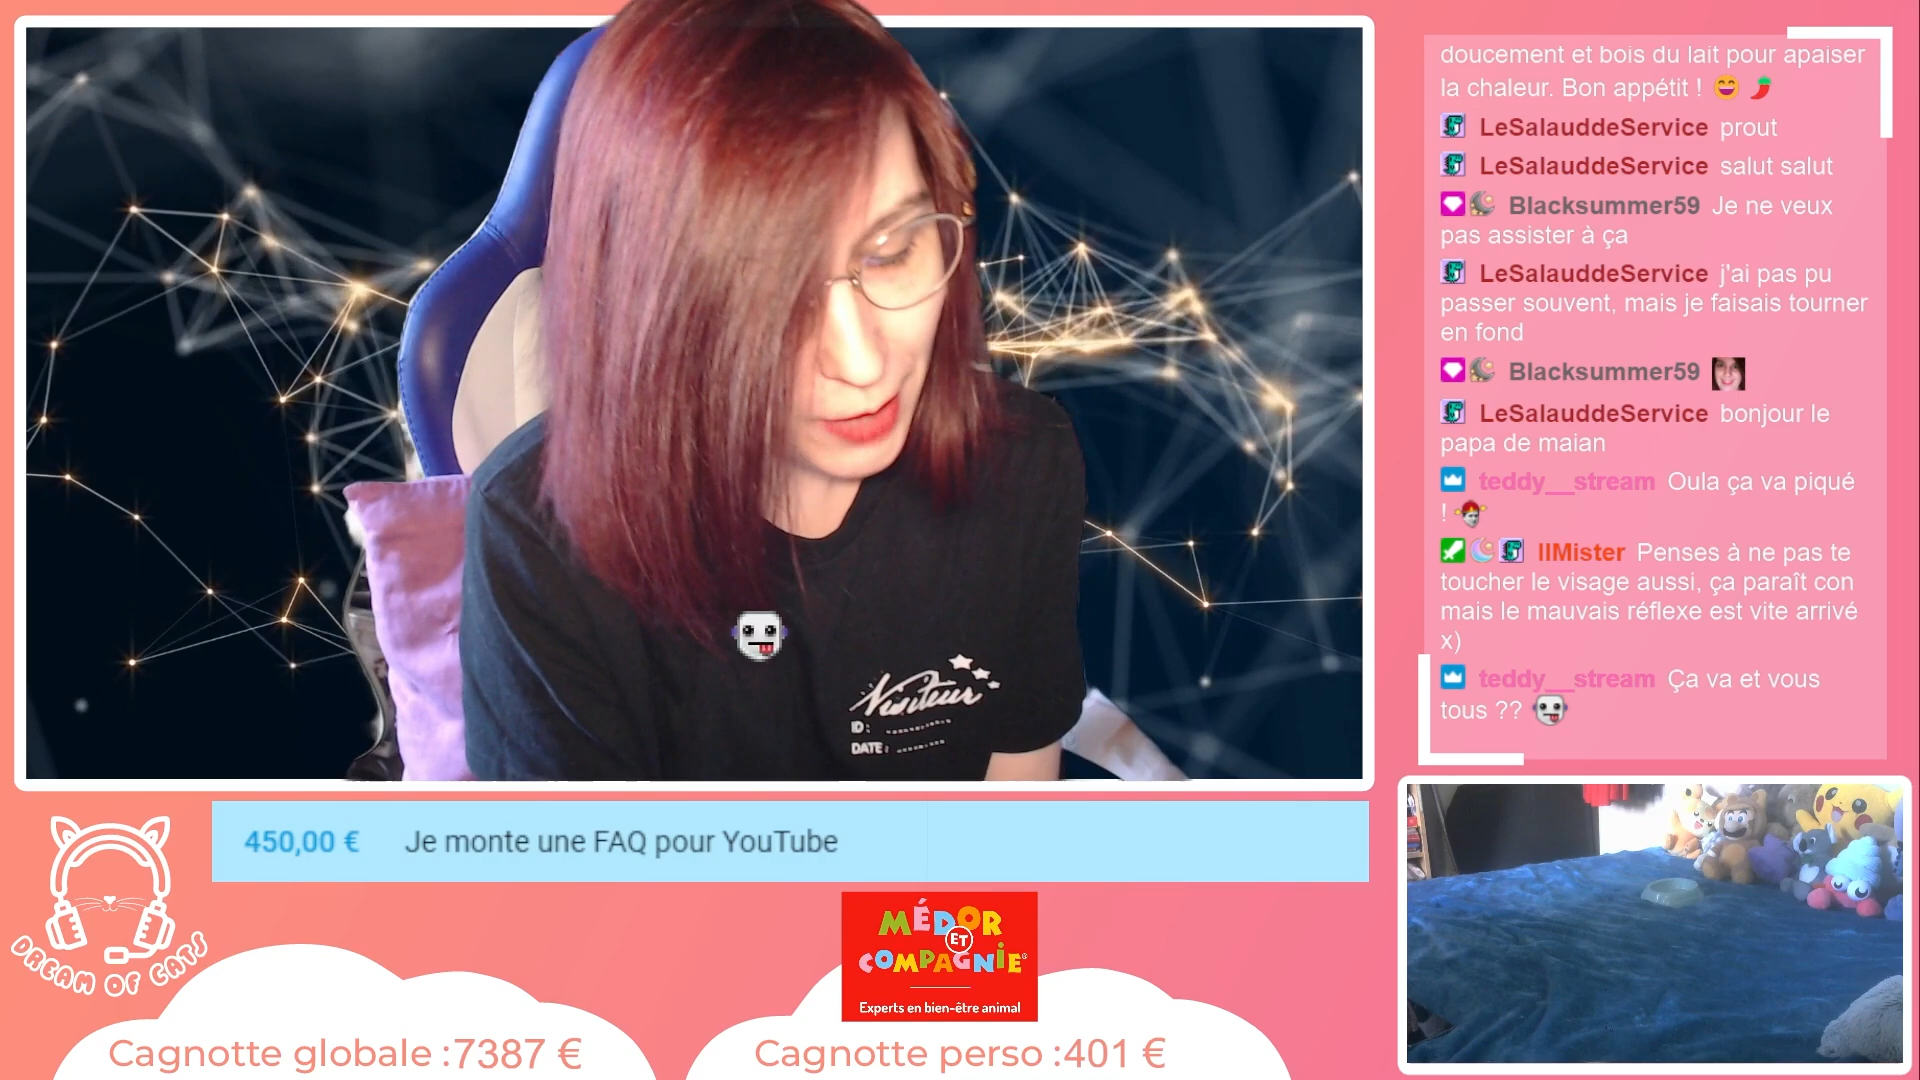 doucement et bois du lait pour apaiser
la chaleur. Bon appétit ! 😄 🌶️
LeSalauddeService prout
LeSalauddeService salut salut
Blacksummer59 Je ne veux
pas assister à ça
LeSalauddeService j'ai pas pu
passer souvent, mais je faisais tourner
en fond
Blacksummer59
LeSalauddeService bonjour le
papa de maian
teddy__stream Oula ça va piqué
!
IlMister Penses à ne pas te
toucher le visage aussi, ça paraît con
mais le mauvais réflexe est vite arrivé
x)
teddy__stream Ça va et vous
tous ??
Visiteur
ID:
DATE:
450,00 € Je monte une FAQ pour YouTube
DREAM OF CATS
MÉDOR
ET
COMPAGNIE®
Experts en bien-être animal
Cagnotte globale :7387 €
Cagnotte perso :401 €